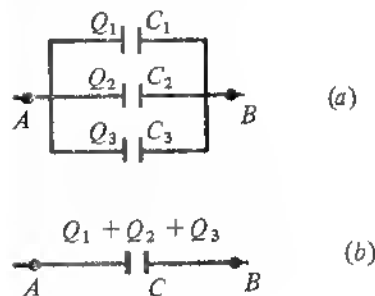 Q₁ C₁
Q₂ C₂
A B (a)
Q₃ C₃
Q₁ + Q₂ + Q₃
A C B (b)